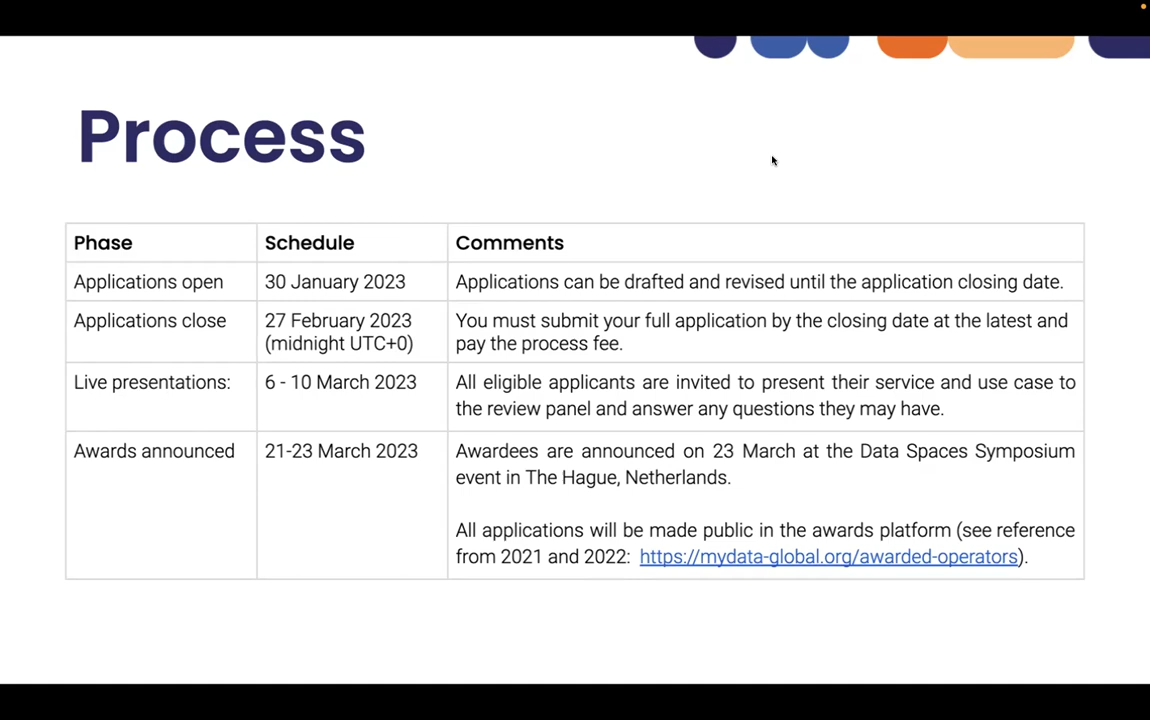 Process
Phase
Schedule
Comments
Applications open
30 January 2023
Applications can be drafted and revised until the application closing date.
Applications close
27 February 2023
(midnight UTC+0)
You must submit your full application by the closing date at the latest and
pay the process fee.
Live presentations:
6 - 10 March 2023
All eligible applicants are invited to present their service and use case to
the review panel and answer any questions they may have.
Awards announced
21-23 March 2023
Awardees are announced on 23 March at the Data Spaces Symposium
event in The Hague, Netherlands.
All applications will be made public in the awards platform (see reference
from 2021 and 2022: https://mydata-global.org/awarded-operators).